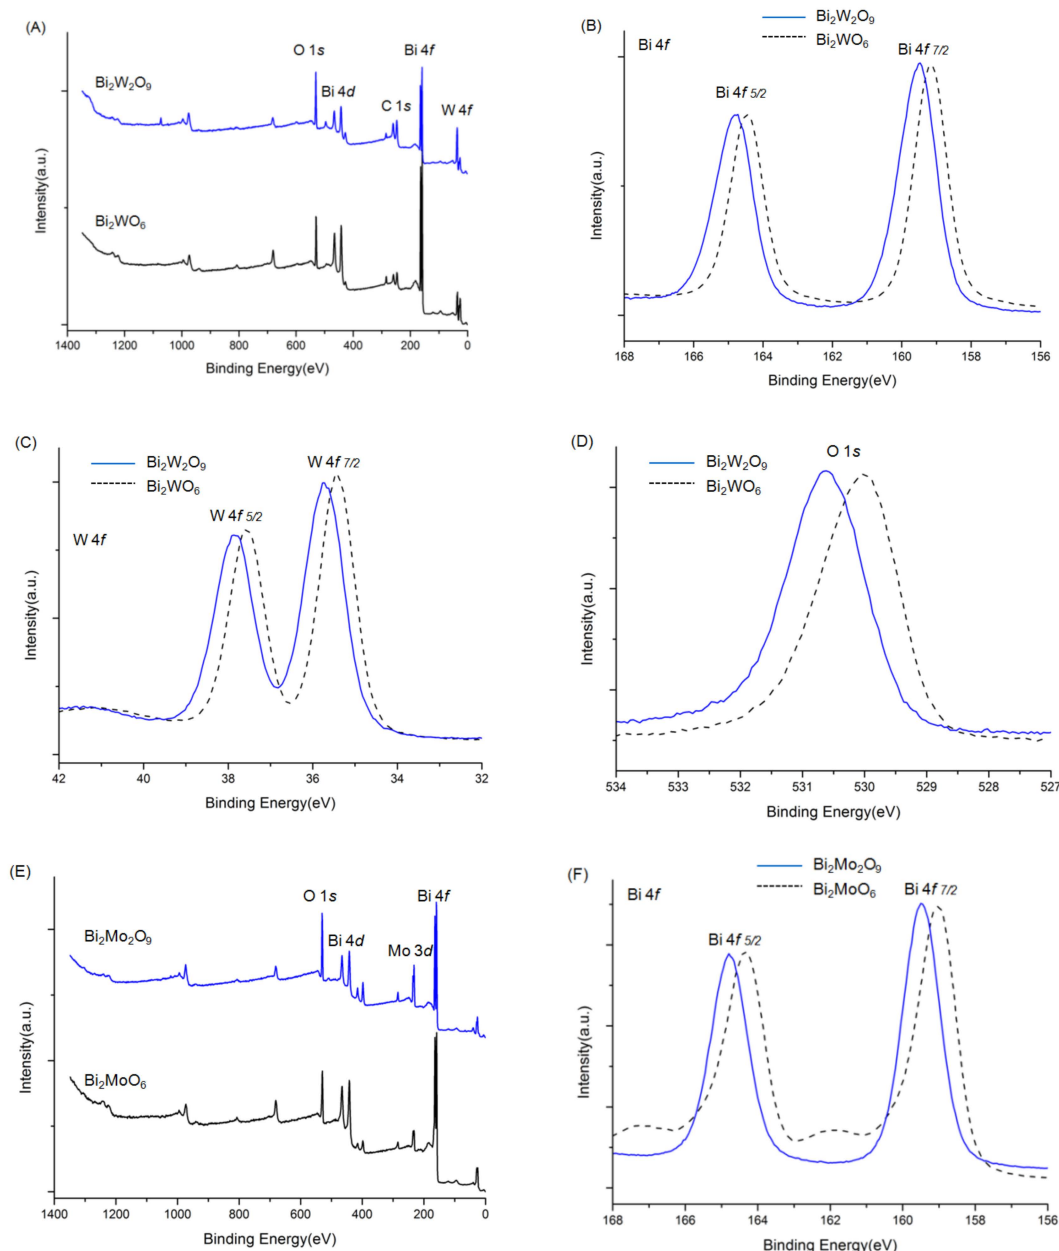 (A)
O 1s
Bi 4f
Bi₂W₂O₉
Bi 4d
C 1s
W 4f
Bi₂WO₆
Intensity(a.u.)
1400 1200 1000 800 600 400 200 0
Binding Energy(eV)
(B)
Bi₂W₂O₉
Bi₂WO₆
Bi 4f
Bi 4f 7/2
Bi 4f 5/2
Intensity(a.u.)
168 166 164 162 160 158 156
Binding Energy(eV)
(C)
Bi₂W₂O₉
Bi₂WO₆
W 4f 7/2
W 4f 5/2
W 4f
Intensity(a.u.)
42 40 38 36 34 32
Binding Energy(eV)
(D)
O 1s
Bi₂W₂O₉
Bi₂WO₆
Intensity(a.u.)
534 533 532 531 530 529 528 527
Binding Energy(eV)
(E)
O 1s
Bi 4f
Bi₂Mo₂O₉
Bi 4d
Mo 3d
Bi₂MoO₆
Intensity(a.u.)
1400 1200 1000 800 600 400 200 0
Binding Energy(eV)
(F)
Bi₂Mo₂O₉
Bi₂MoO₆
Bi 4f
Bi 4f 7/2
Bi 4f 5/2
Intensity(a.u.)
168 166 164 162 160 158 156
Binding Energy(eV)